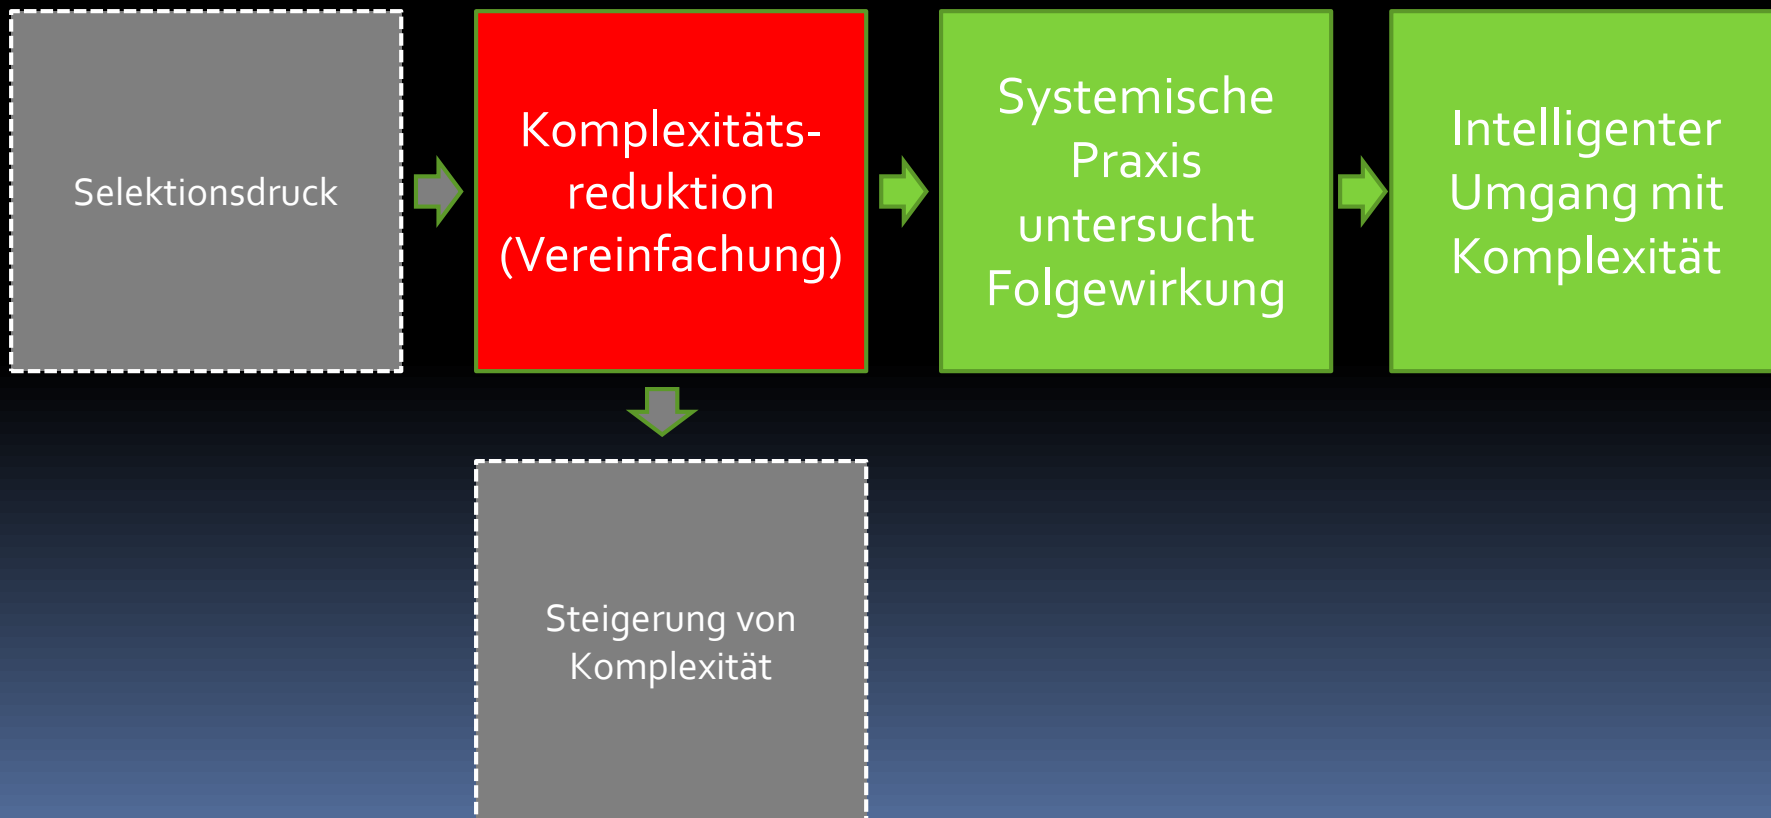 Selektionsdruck
Komplexitäts-
reduktion
(Vereinfachung)
Systemische
Praxis
untersucht
Folgewirkung
Intelligenter
Umgang mit
Komplexität
Steigerung von
Komplexität